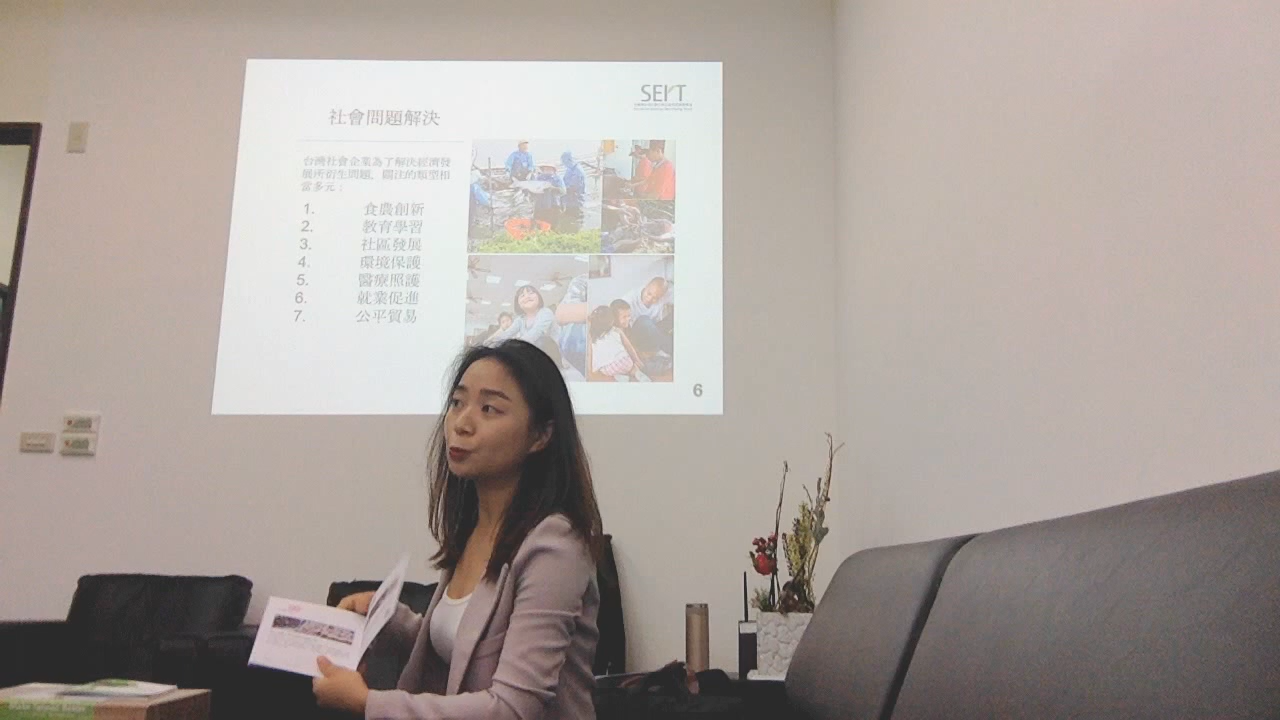 SEiT
社會問題解決
台灣社會企業為了解決經濟發
展所衍生問題，關注的類型相
當多元：
1. 食農創新
2. 教育學習
3. 社區發展
4. 環境保護
5. 醫療照護
6. 就業促進
7. 公平貿易
6